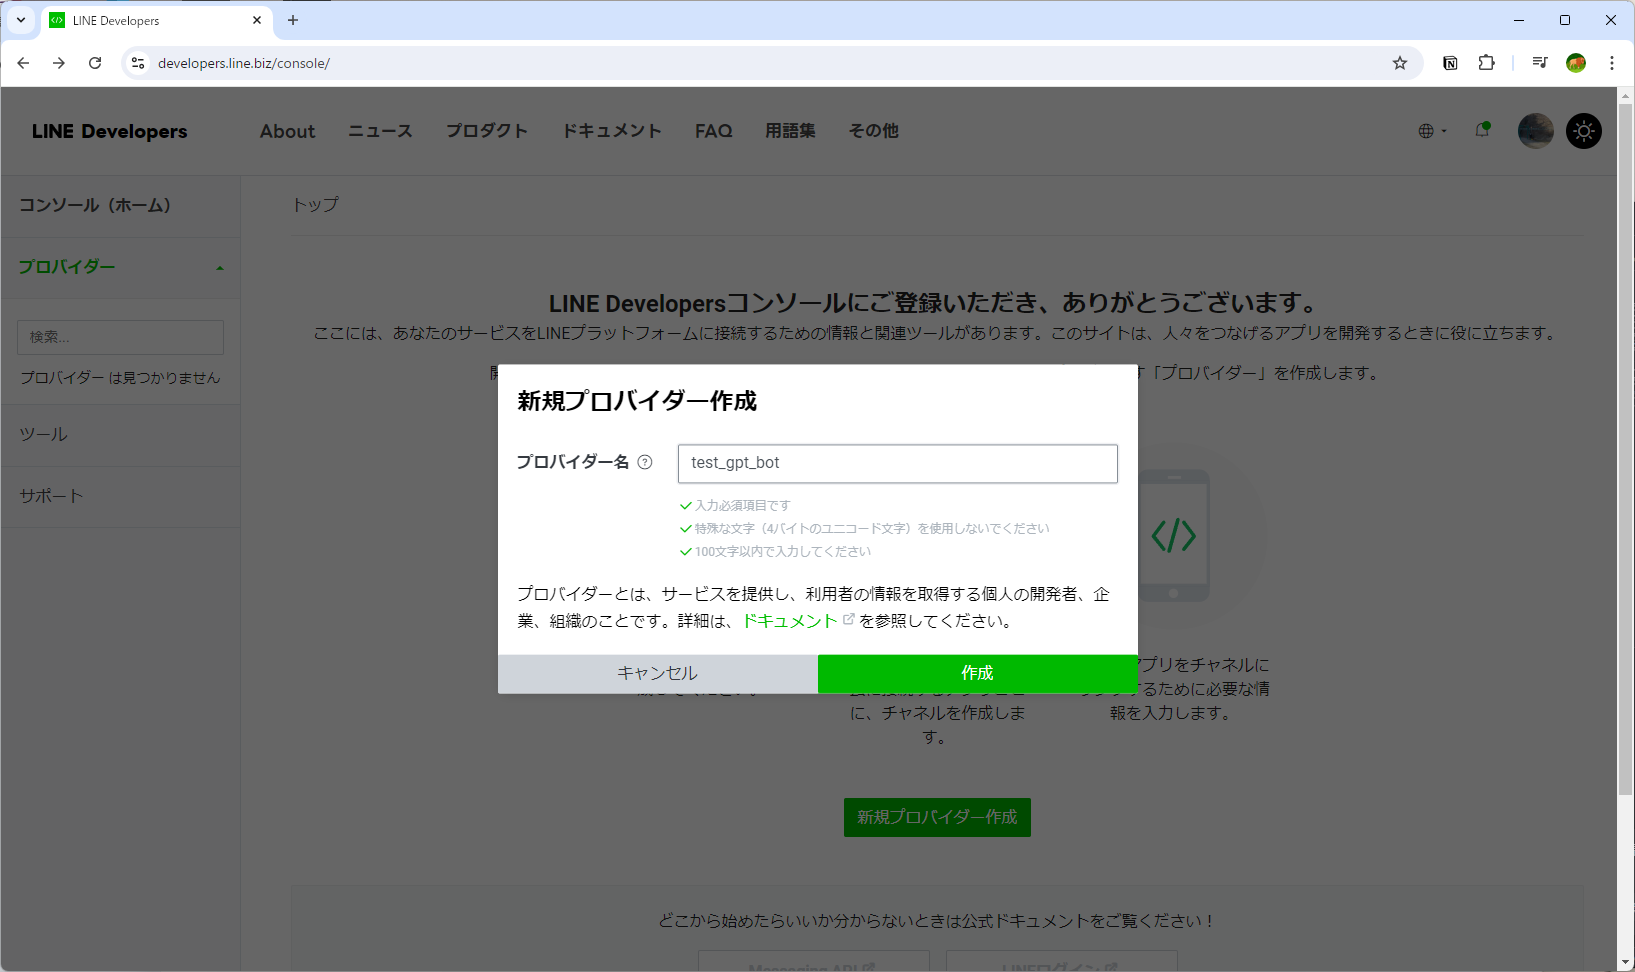 LINE Developers
developers.line.biz/console/
LINE Developers
About ニュース プロダクト ドキュメント FAQ 用語集 その他
コンソール（ホーム）
トップ
プロバイダー
検索...
プロバイダー は見つかりません
ツール
サポート
LINE Developersコンソールにご登録いただき、ありがとうございます。
ここには、あなたのサービスをLINEプラットフォームに接続するための情報と関連ツールがあります。このサイトは、人々をつなげるアプリを開発するときに役に立ちます。
「プロバイダー」を作成します。
新規プロバイダー作成
プロバイダー名
test_gpt_bot
入力必須項目です
特殊な文字（4バイトのユニコード文字）を使用しないでください
100文字以内で入力してください
プロバイダーとは、サービスを提供し、利用者の情報を取得する個人の開発者、企
業、組織のことです。詳細は、ドキュメント を参照してください。
キャンセル 作成
アプリをチャネルに
するために必要な情
に、チャネルを作成しま
報を入力します。
す。
新規プロバイダー作成
どこから始めたらいいか分からないときは公式ドキュメントをご覧ください！
Messaging API LINEログイン